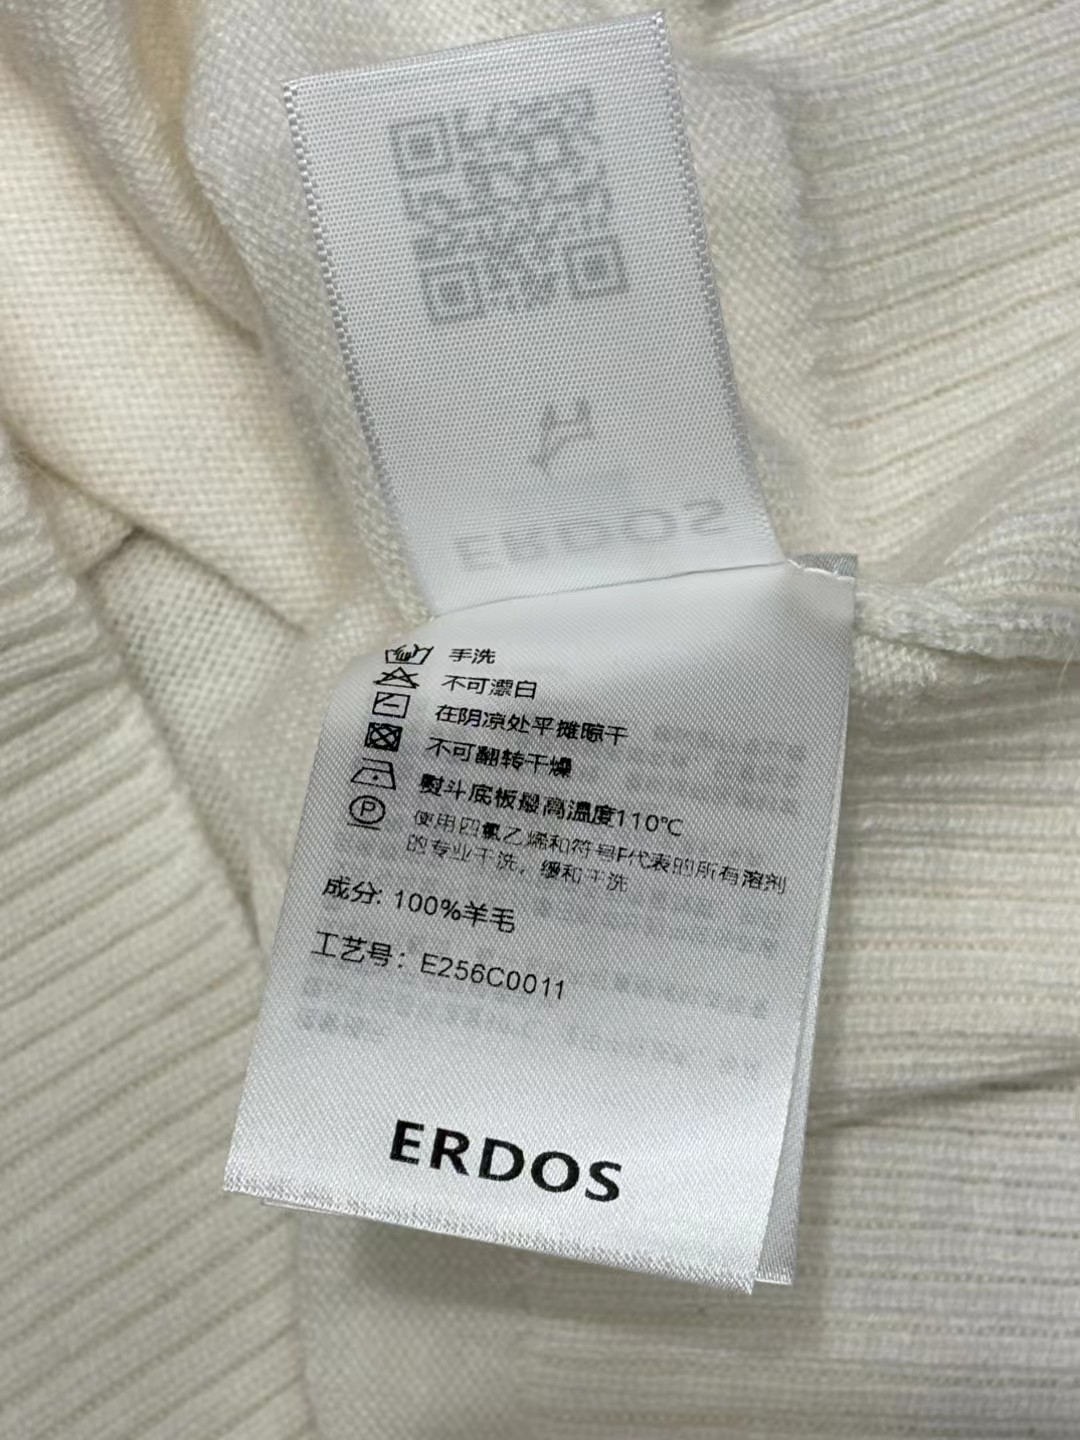 ERDOS
手洗
不可漂白
在阴凉处平摊晾干
不可翻转干燥
熨斗底板最高温度110℃
P
使用四氯乙烯和符号F代表的所有溶剂
的专业干洗，缓和干洗
成分: 100%羊毛
工艺号: E256C0011
ERDOS